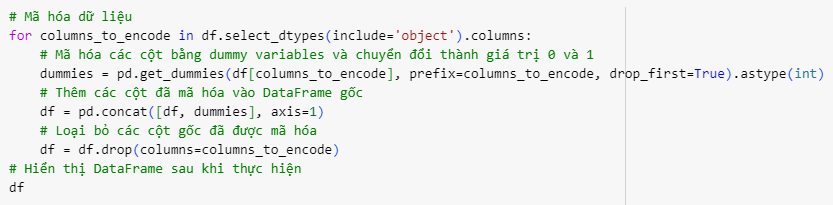 # Mã hóa dữ liệu
for columns_to_encode in df.select_dtypes(include='object').columns:
    # Mã hóa các cột bằng dummy variables và chuyển đổi thành giá trị 0 và 1
    dummies = pd.get_dummies(df[columns_to_encode], prefix=columns_to_encode, drop_first=True).astype(int)
    # Thêm các cột đã mã hóa vào DataFrame gốc
    df = pd.concat([df, dummies], axis=1)
    # Loại bỏ các cột gốc đã được mã hóa
    df = df.drop(columns=columns_to_encode)
# Hiển thị DataFrame sau khi thực hiện
df